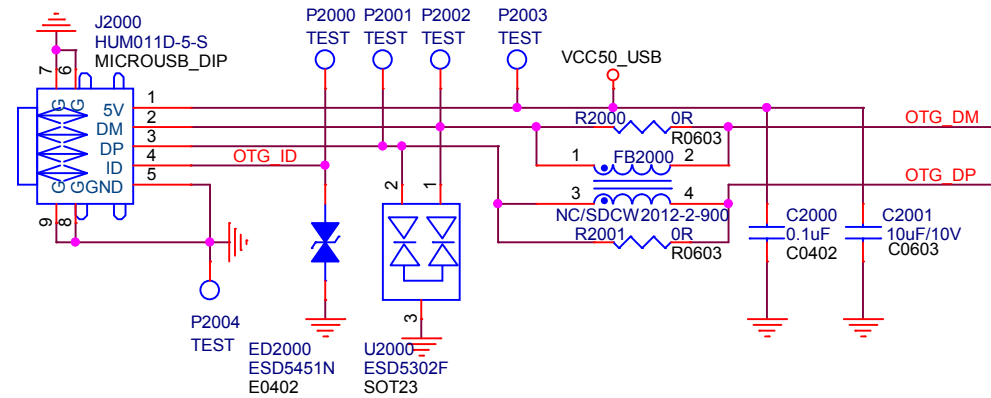 J2000
HUM011D-5-S
MICROUSB_DIP
P2000
TEST
P2001
TEST
P2002
TEST
P2003
TEST
VCC50_USB
7
6
G
G
5V
1
DM
2
DP
3
ID
4
GND
5
G
G
9
8
OTG_ID
R2000
0R
R0603
1
FB2000
2
3
4
NC/SDCW2012-2-900
R2001
0R
R0603
OTG_DM
OTG_DP
2
1
3
C2000
0.1uF
C0402
C2001
10uF/10V
C0603
P2004
TEST
ED2000
ESD5451N
E0402
U2000
ESD5302F
SOT23